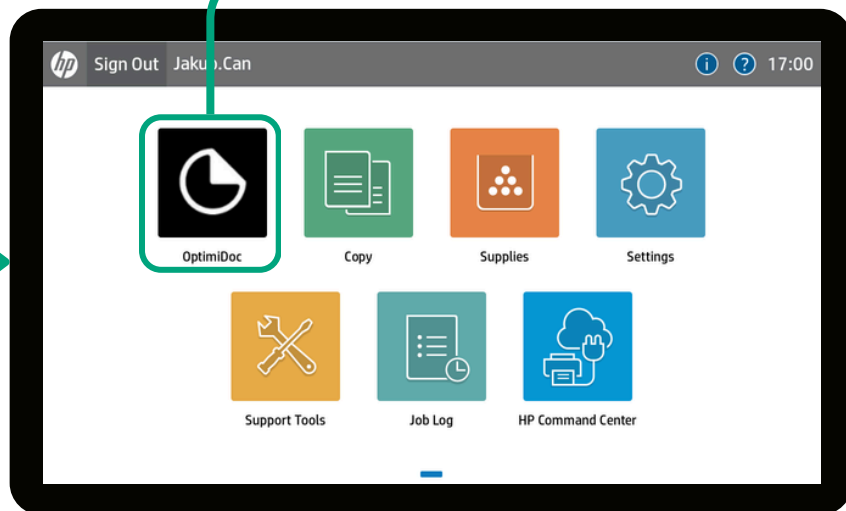 hp Sign Out Jakub.Can i ? 17:00
OptimiDoc Copy Supplies Settings
Support Tools Job Log HP Command Center